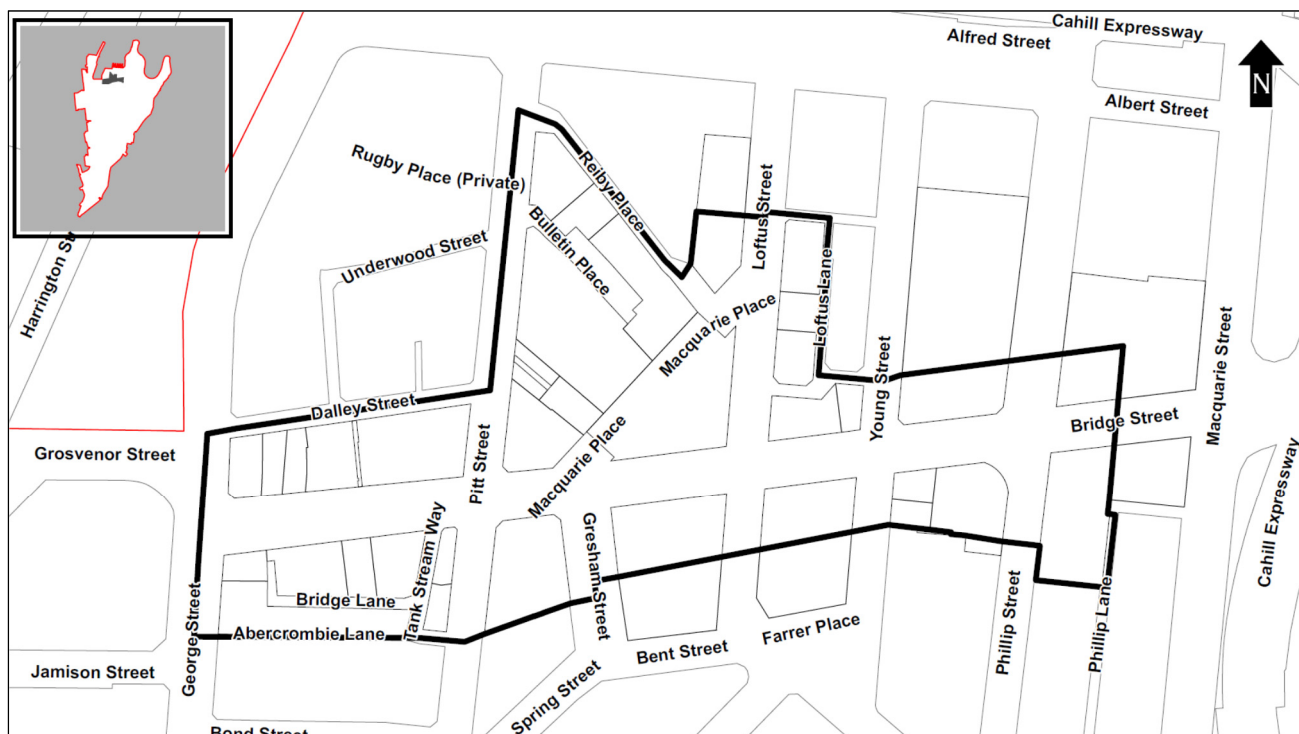 Cahill Expressway
Alfred Street
N
Albert Street
Rugby Place (Private)
Reiby Place
Loftus Street
Harrington St
Underwood Street
Bulletin Place
Loftus Lane
Macquarie Place
Macquarie Street
Dalley Street
Young Street
Bridge Street
Grosvenor Street
Pitt Street
Macquarie Place
Cahill Expressway
Tank Stream Way
Gresham Street
George Street
Bridge Lane
Abercrombie Lane
Farrer Place
Phillip Street
Phillip Lane
Bent Street
Jamison Street
Spring Street
Bond Street